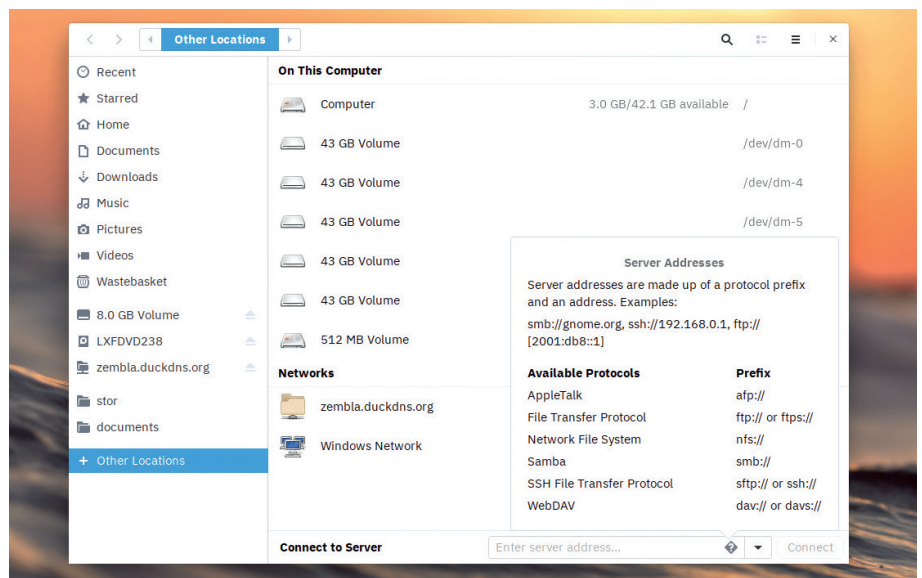 Other Locations
Recent
Starred
Home
Documents
Downloads
Music
Pictures
Videos
Wastebasket
8.0 GB Volume
LXFDVD238
zembla.duckdns.org
stor
documents
+ Other Locations
On This Computer
Computer 3.0 GB/42.1 GB available /
43 GB Volume /dev/dm-0
43 GB Volume /dev/dm-4
43 GB Volume /dev/dm-5
43 GB Volume
43 GB Volume
512 MB Volume
Networks
zembla.duckdns.org
Windows Network
Server Addresses
Server addresses are made up of a protocol prefix
and an address. Examples:
smb://gnome.org, ssh://192.168.0.1, ftp://
[2001:db8::1]
Available Protocols Prefix
AppleTalk afp://
File Transfer Protocol ftp:// or ftps://
Network File System nfs://
Samba smb://
SSH File Transfer Protocol sftp:// or ssh://
WebDAV dav:// or davs://
Connect to Server Enter server address... Connect